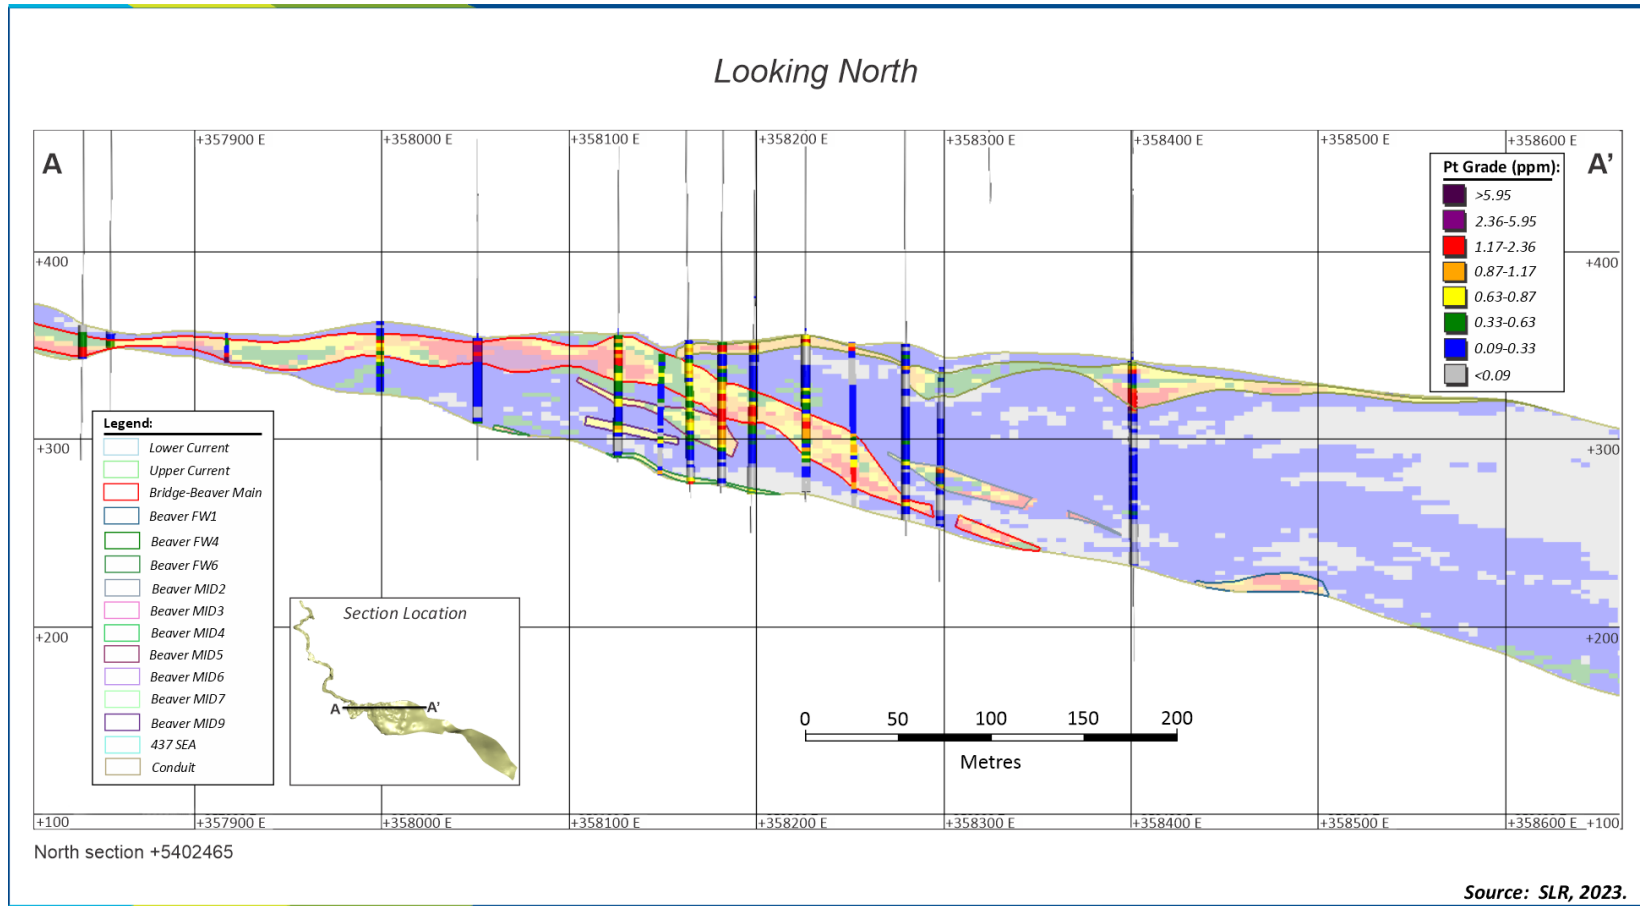 Looking North
+357900 E
+358000 E
+358100 E
+358200 E
+358300 E
+358400 E
+358500 E
+358600 E
A
A’
Pt Grade (ppm):
>5.95
2.36-5.95
1.17-2.36
0.87-1.17
0.63-0.87
0.33-0.63
0.09-0.33
<0.09
+400
+400
+300
+300
+200
+200
Legend:
Lower Current
Upper Current
Bridge-Beaver Main
Beaver FW1
Beaver FW4
Beaver FW6
Beaver MID2
Beaver MID3
Beaver MID4
Beaver MID5
Beaver MID6
Beaver MID7
Beaver MID9
437 SEA
Conduit
Section Location
A
A’
0 50 100 150 200
Metres
+100
+357900 E
+358000 E
+358100 E
+358200 E
+358300 E
+358400 E
+358500 E
+358600 E
+100
North section +5402465
Source: SLR, 2023.